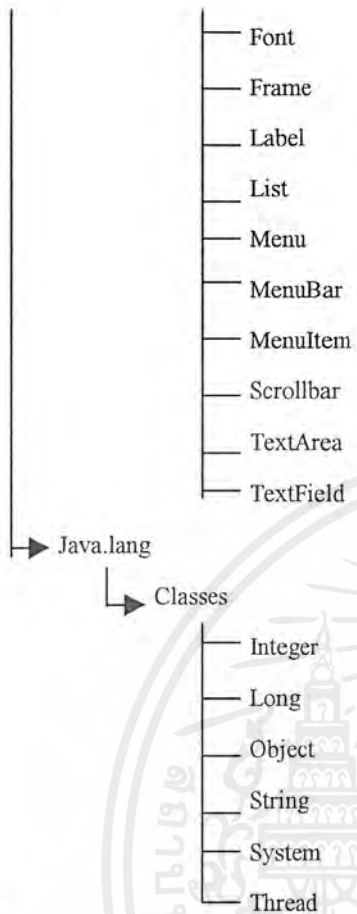 Font
Frame
Label
List
Menu
MenuBar
MenuItem
Scrollbar
TextArea
TextField
Java.lang
Classes
Integer
Long
Object
String
System
Thread